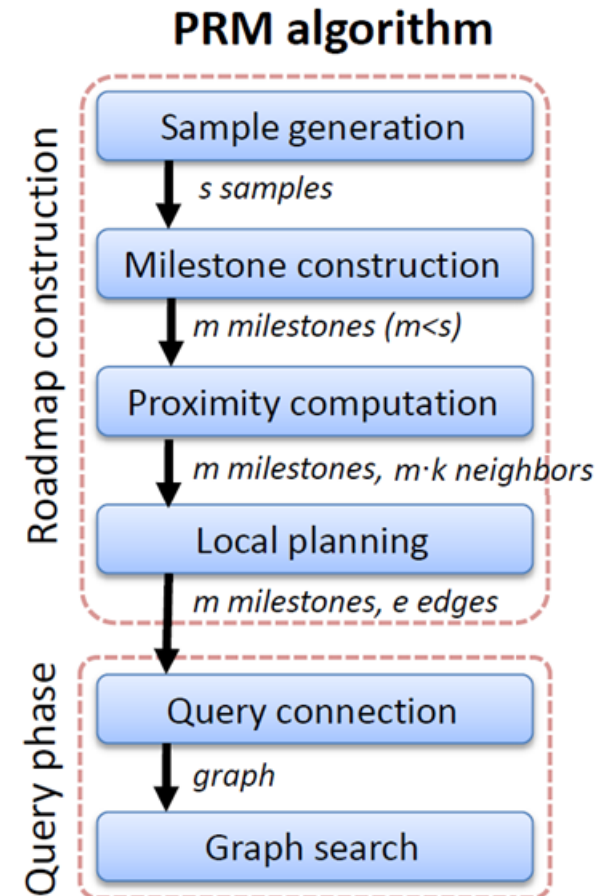 PRM algorithm
Roadmap construction
Sample generation
s samples
Milestone construction
m milestones (m<s)
Proximity computation
m milestones, m·k neighbors
Local planning
m milestones, e edges
Query phase
Query connection
graph
Graph search